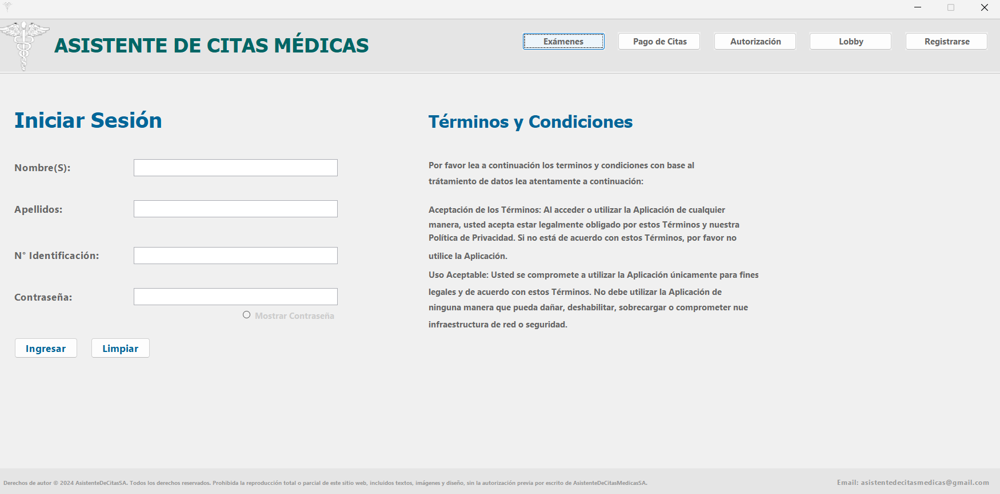 ASISTENTE DE CITAS MÉDICAS
Exámenes
Pago de Citas
Autorización
Lobby
Registrarse
Iniciar Sesión
Nombre(S):
Apellidos:
N° Identificación:
Contraseña:
Mostrar Contraseña
Ingresar
Limpiar
Términos y Condiciones
Por favor lea a continuación los terminos y condiciones con base al
trátamiento de datos lea atentamente a continuación:
Aceptación de los Términos: Al acceder o utilizar la Aplicación de cualquier
manera, usted acepta estar legalmente obligado por estos Términos y nuestra
Política de Privacidad. Si no está de acuerdo con estos Términos, por favor no
utilice la Aplicación.
Uso Aceptable: Usted se compromete a utilizar la Aplicación únicamente para fines
legales y de acuerdo con estos Términos. No debe utilizar la Aplicación de
ninguna manera que pueda dañar, deshabilitar, sobrecargar o comprometer nue
infraestructura de red o seguridad.
Derechos de autor © 2024 AsistenteDeCitasSA. Todos los derechos reservados. Prohibida la reproducción total o parcial de este sitio web, incluidos textos, imágenes y diseño, sin la autorización previa por escrito de AsistenteDeCitasMedicasSA.
Email: asistentedecitasmedicas@gmail.com